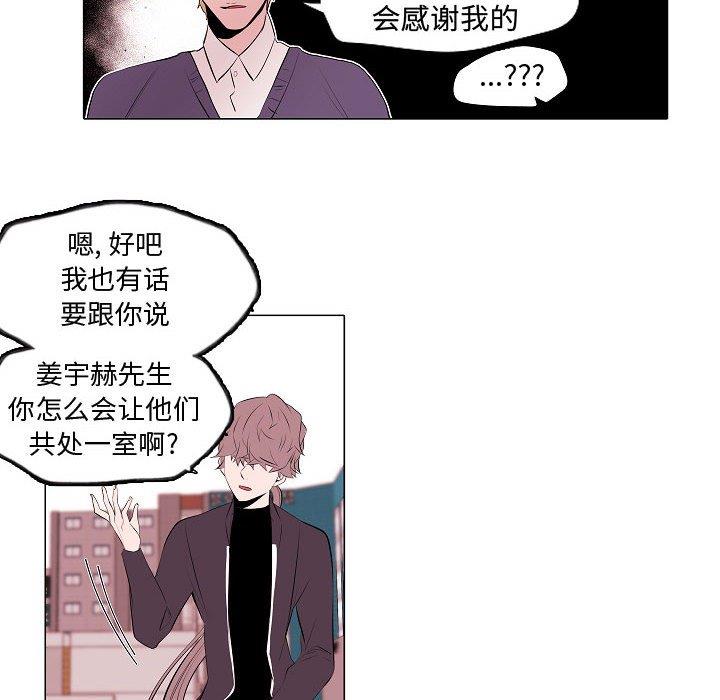 会感谢我的
...???
嗯, 好吧
我也有话
要跟你说
姜宇赫先生
你怎么会让他们
共处一室啊?